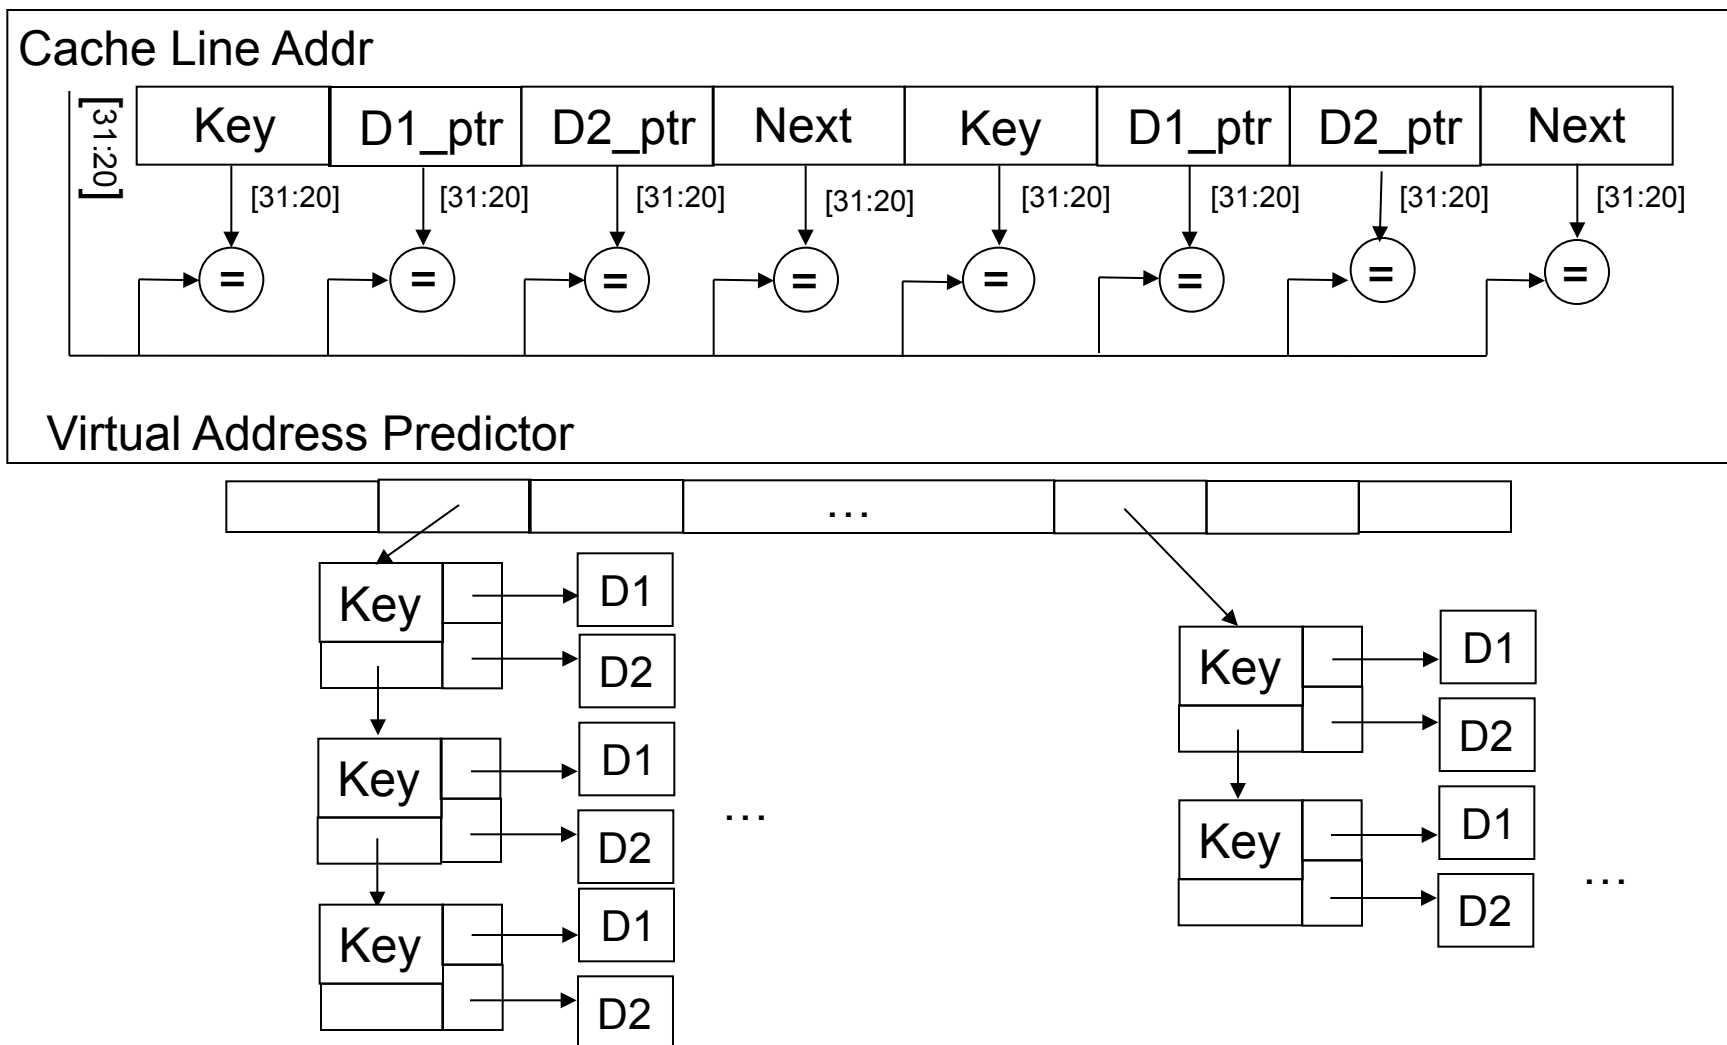 Cache Line Addr
[31:20]
Key D1_ptr D2_ptr Next Key D1_ptr D2_ptr Next
[31:20] [31:20] [31:20] [31:20] [31:20] [31:20] [31:20] [31:20]
= = = = = = = =
Virtual Address Predictor
...
Key D1
D2
Key D1
D2
Key D1
D2
...
Key D1
D2
Key D1
D2
...